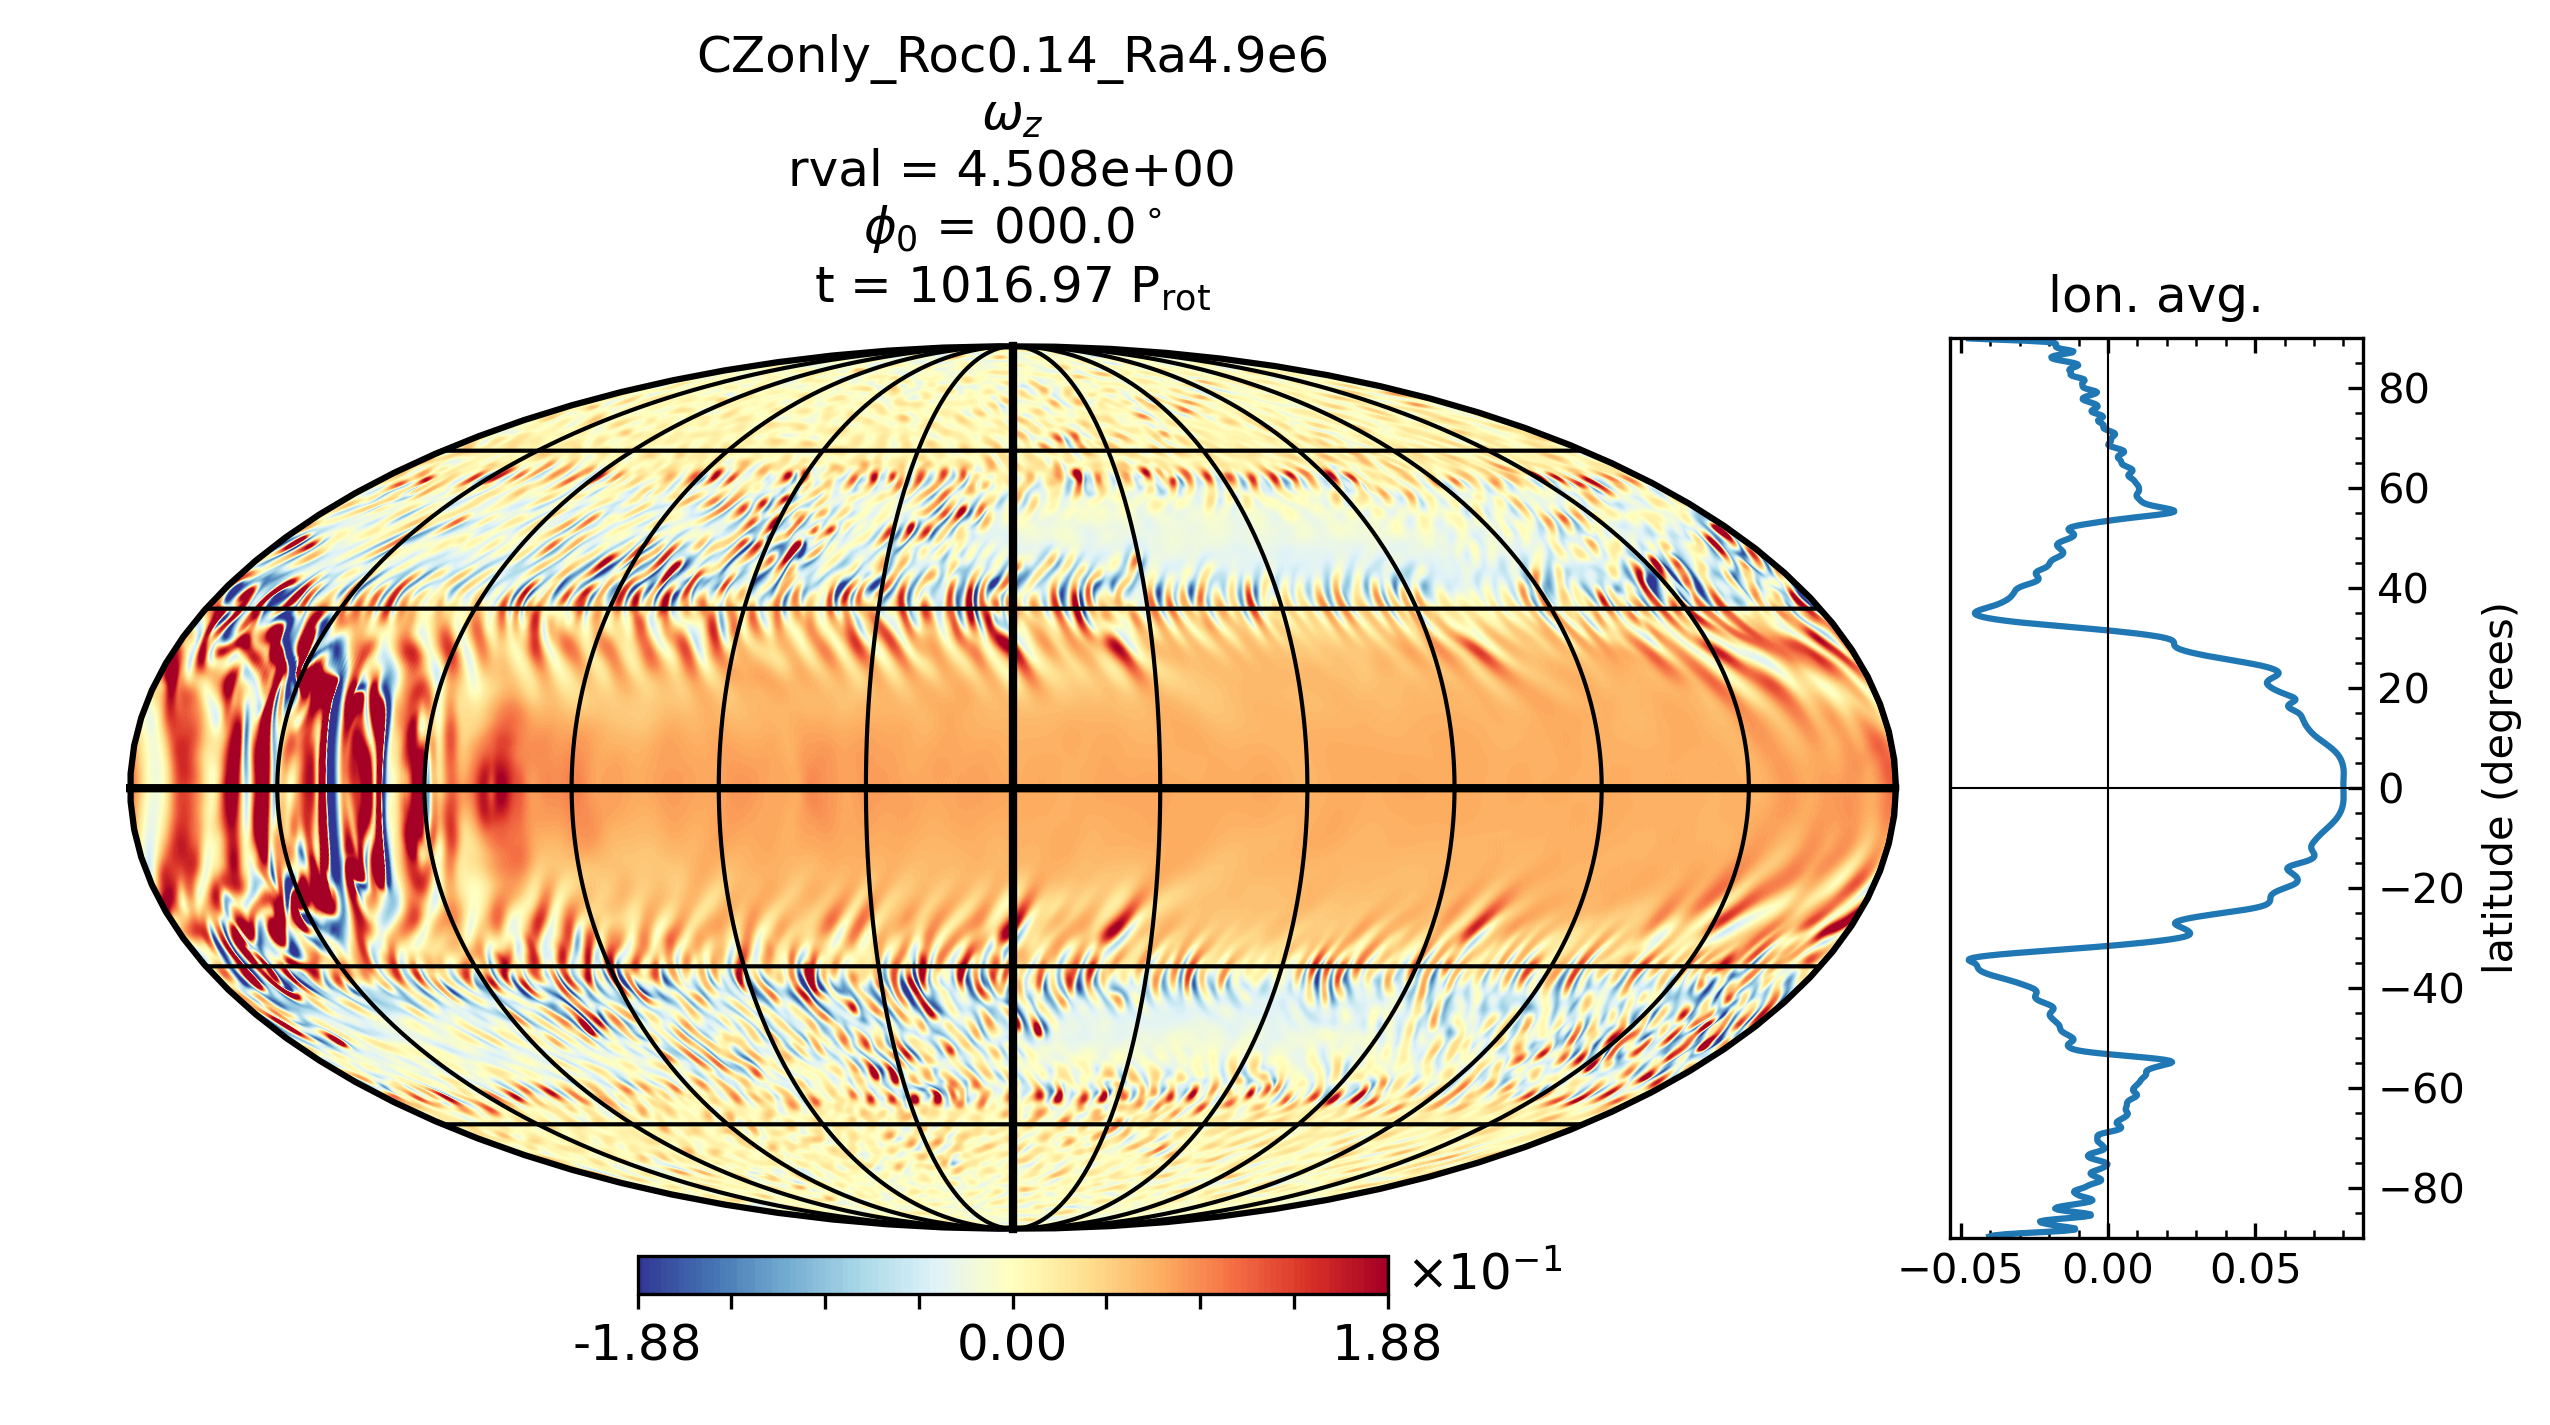 CZonly_Roc0.14_Ra4.9e6
ω_z
rval = 4.508e+00
ϕ₀ = 000.0°
t = 1016.97 P_rot
lon. avg.
80
60
40
20
0
−20
−40
−60
−80
latitude (degrees)
−0.05 0.00 0.05
×10⁻¹
-1.88 0.00 1.88